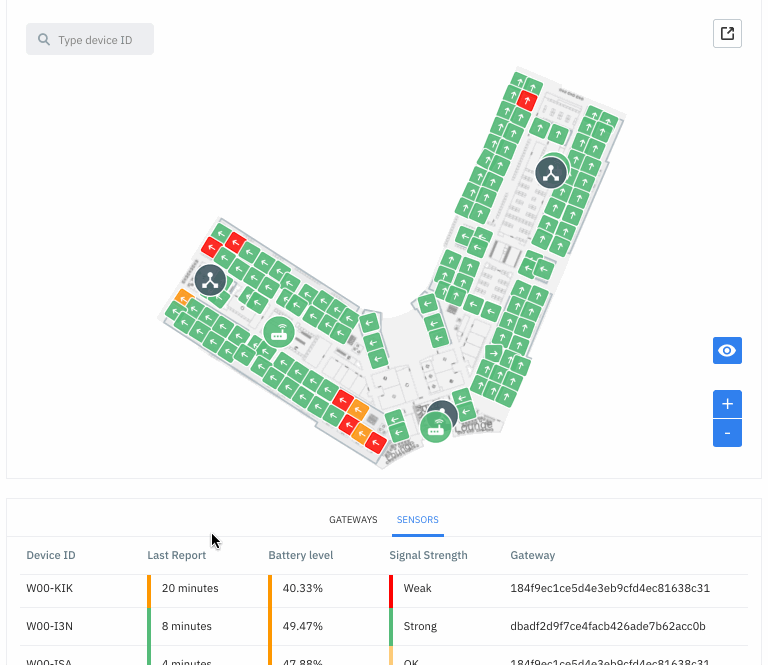 Type device ID
+
-
GATEWAYS SENSORS
Device ID Last Report Battery level Signal Strength Gateway
W00-KIK 20 minutes 40.33% Weak 184f9ec1ce5d4e3eb9cfd4ec81638c31
W00-I3N 8 minutes 49.47% Strong dbadf2d9f7ce4facb426ade7b62acc0b
W00-ISA 4 minutes 47.88% OK 184f9ec1ce5d4e3eb9cfd4ec81638c31